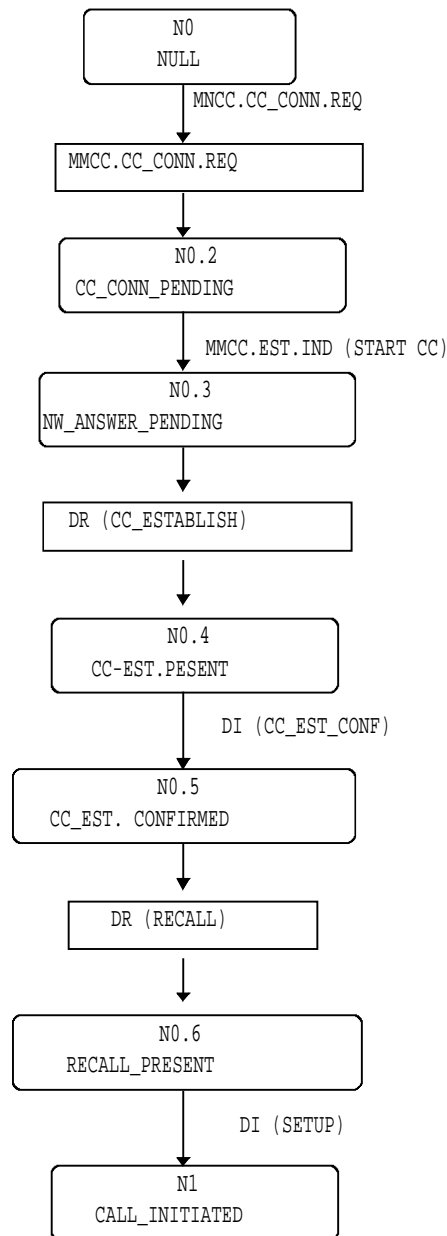 N0
NULL
MNCC.CC_CONN.REQ
MMCC.CC_CONN.REQ
N0.2
CC_CONN_PENDING
MMCC.EST.IND (START CC)
N0.3
NW_ANSWER_PENDING
DR (CC_ESTABLISH)
N0.4
CC-EST.PESENT
DI (CC_EST_CONF)
N0.5
CC_EST. CONFIRMED
DR (RECALL)
N0.6
RECALL_PRESENT
DI (SETUP)
N1
CALL_INITIATED